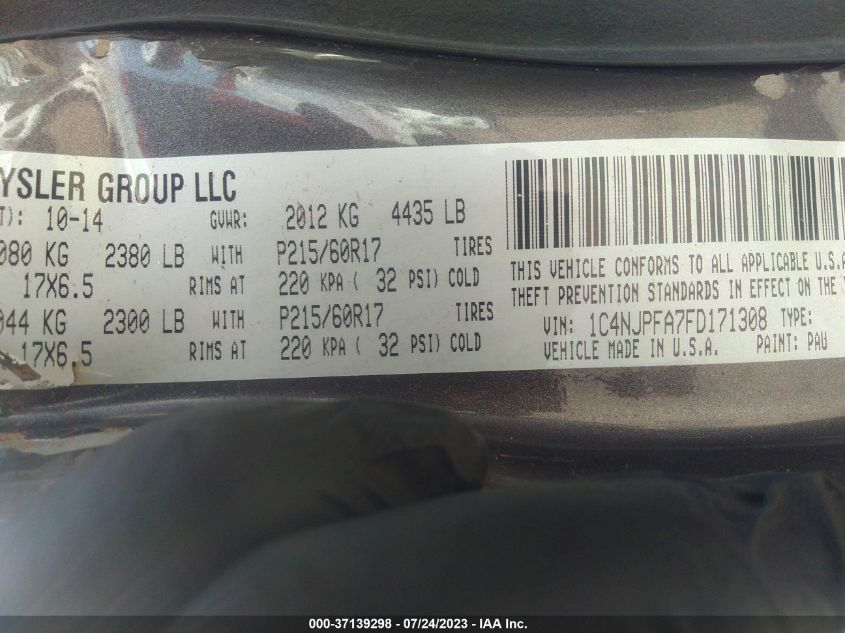 YSLER GROUP LLC
T): 10-14 GVWR: 2012 KG 4435 LB
080 KG 2380 LB WITH P215/60R17 TIRES
17X6.5 RIMS AT 220 KPA ( 32 PSI) COLD
044 KG 2300 LB WITH P215/60R17 TIRES
17X6.5 RIMS AT 220 KPA ( 32 PSI) COLD
THIS VEHICLE CONFORMS TO ALL APPLICABLE U.S.A
THEFT PREVENTION STANDARDS IN EFFECT ON THE
VIN: 1C4NJPFA7FD171308 TYPE:
VEHICLE MADE IN U.S.A. PAINT: PAU
000-37139298 - 07/24/2023 - IAA Inc.